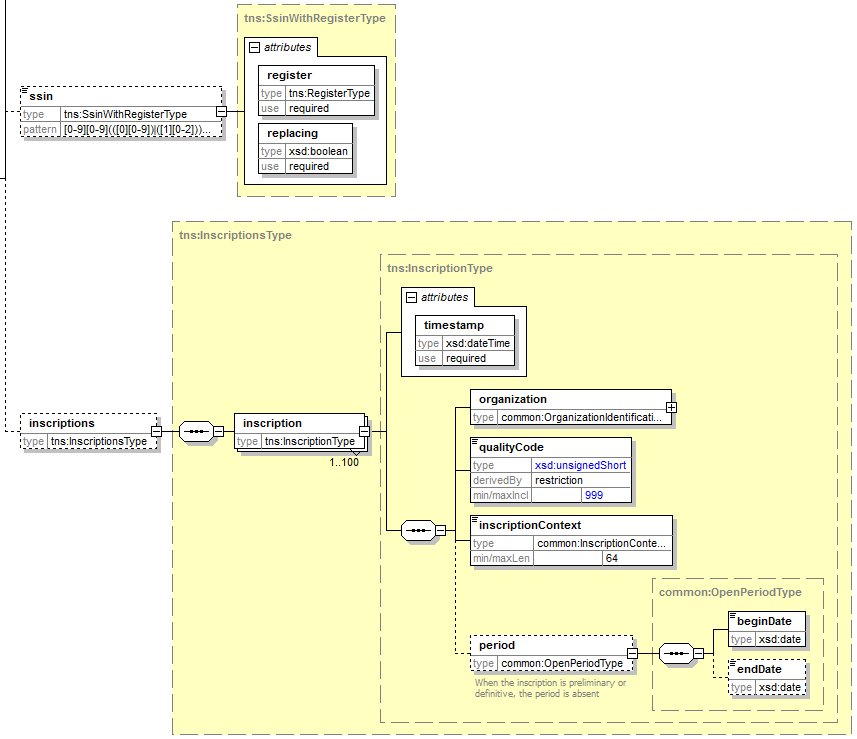 tns:SsinWithRegisterType
attributes
register
type tns:RegisterType
use required
replacing
type xsd:boolean
use required
ssin
type tns:SsinWithRegisterType
pattern [0-9][0-9](([0][0-9])|([1][0-2]))...
tns:InscriptionsType
tns:InscriptionType
attributes
timestamp
type xsd:dateTime
use required
inscriptions
type tns:InscriptionsType
inscription
type tns:InscriptionType
1..100
organization
type common:OrganizationIdentificati...
qualityCode
type xsd:unsignedShort
derivedBy restriction
min/maxIncl 999
inscriptionContext
type common:InscriptionConte...
min/maxLen 64
period
type common:OpenPeriodType
When the inscription is preliminary or
definitive, the period is absent
common:OpenPeriodType
beginDate
type xsd:date
endDate
type xsd:date